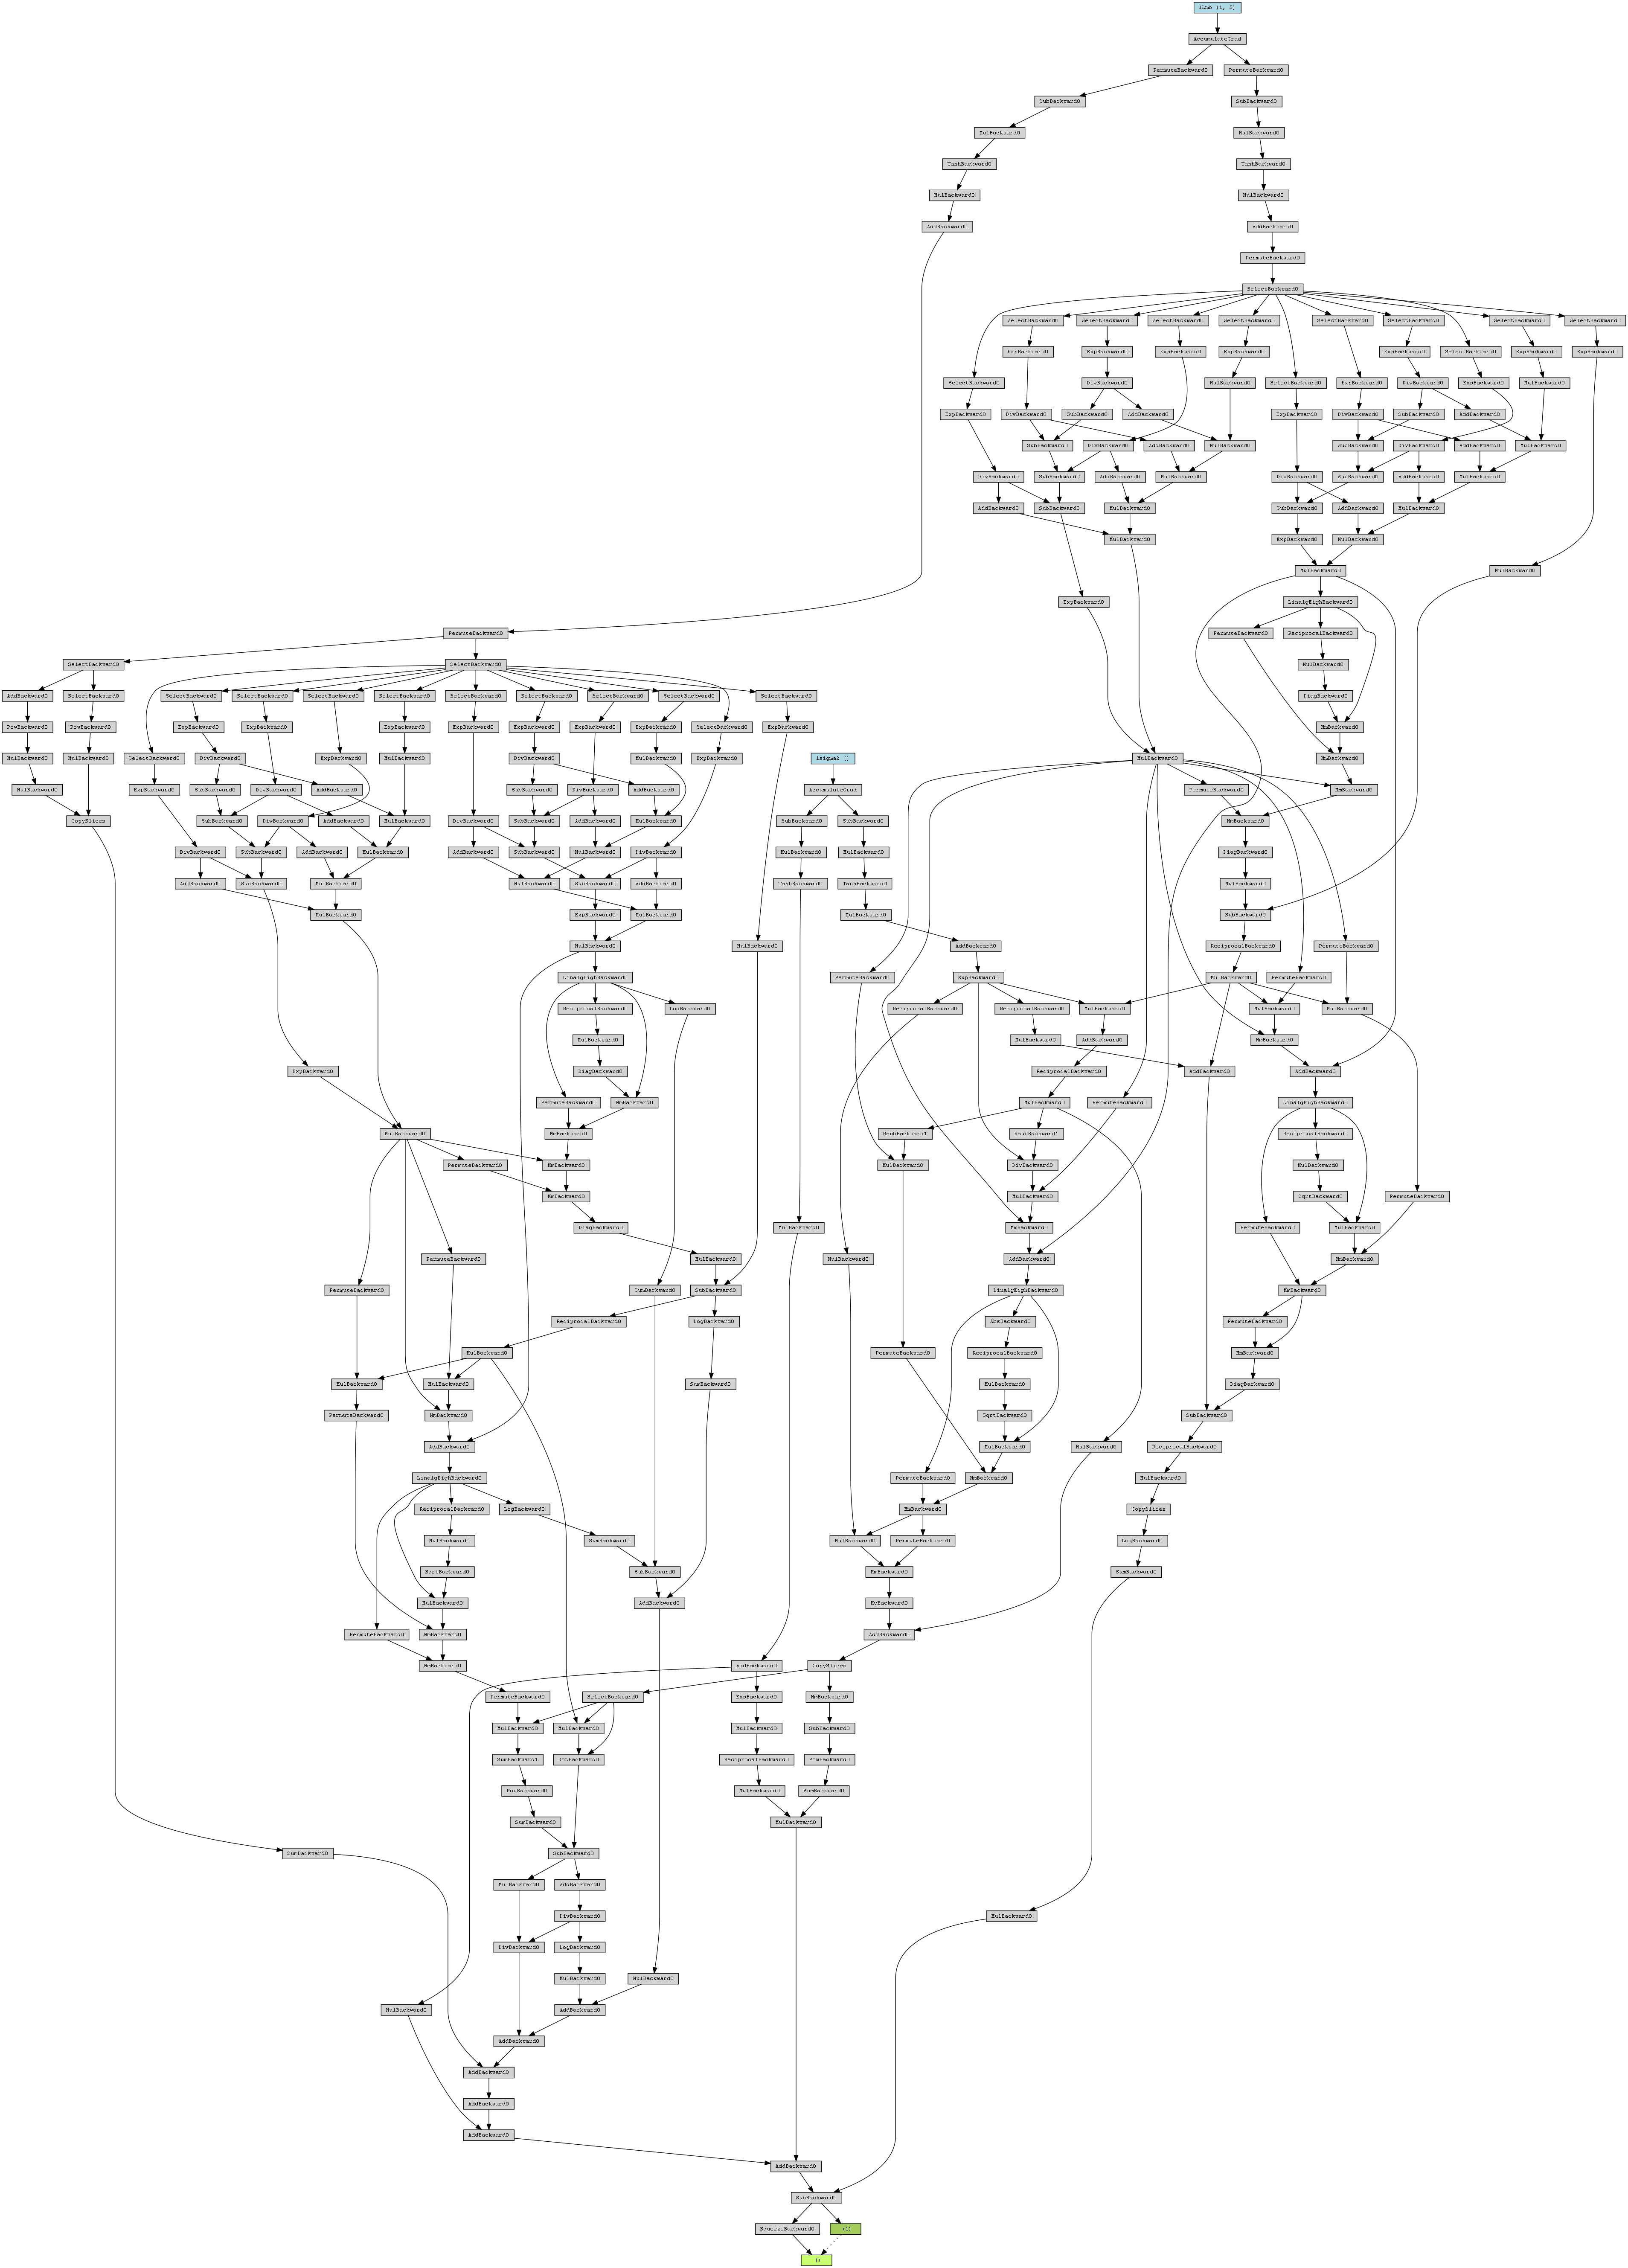 lLmb (1, 3)
AccumulateGrad
PermuteBackward0 PermuteBackward0
SubBackward0 SubBackward0
MulBackward0 MulBackward0
TanhBackward0 TanhBackward0
MulBackward0 MulBackward0
AddBackward0 AddBackward0
PermuteBackward0
SelectBackward0
SelectBackward0 SelectBackward0 SelectBackward0 SelectBackward0 SelectBackward0 SelectBackward0 SelectBackward0 SelectBackward0
ExpBackward0 ExpBackward0 ExpBackward0 ExpBackward0 ExpBackward0 SelectBackward0 ExpBackward0 ExpBackward0
SelectBackward0 DivBackward0 MulBackward0 SelectBackward0 ExpBackward0 DivBackward0 ExpBackward0 MulBackward0
ExpBackward0 DivBackward0 SubBackward0 AddBackward0 ExpBackward0 DivBackward0 SubBackward0 AddBackward0
SubBackward0 DivBackward0 AddBackward0 MulBackward0 SubBackward0 DivBackward0 AddBackward0 MulBackward0
DivBackward0 SubBackward0 AddBackward0 MulBackward0 DivBackward0 SubBackward0 AddBackward0 MulBackward0
AddBackward0 SubBackward0 MulBackward0 SubBackward0 AddBackward0 MulBackward0
MulBackward0 ExpBackward0 MulBackward0
MulBackward0 MulBackward0
ExpBackward0 LinalgEighBackward0
PermuteBackward0 PermuteBackward0 ReciprocalBackward0
SelectBackward0 SelectBackward0 MulBackward0
AddBackward0 SelectBackward0 SelectBackward0 SelectBackward0 SelectBackward0 SelectBackward0 SelectBackward0 SelectBackward0 SelectBackward0 SelectBackward0 SelectBackward0 DiagBackward0
PowBackward0 PowBackward0 ExpBackward0 ExpBackward0 ExpBackward0 ExpBackward0 ExpBackward0 ExpBackward0 ExpBackward0 SelectBackward0 ExpBackward0 MmBackward0
MulBackward0 MulBackward0 SelectBackward0 DivBackward0 ExpBackward0 MulBackward0 DivBackward0 MulBackward0 ExpBackward0 lsigma2 () MulBackward0 MmBackward0
MulBackward0 ExpBackward0 SubBackward0 DivBackward0 AddBackward0 SubBackward0 DivBackward0 AddBackward0 AccumulateGrad PermuteBackward0 MmBackward0
CopySlices SubBackward0 DivBackward0 AddBackward0 MulBackward0 DivBackward0 SubBackward0 AddBackward0 MulBackward0 SubBackward0 SubBackward0 MmBackward0
DivBackward0 SubBackward0 AddBackward0 MulBackward0 AddBackward0 SubBackward0 MulBackward0 DivBackward0 MulBackward0 MulBackward0 DiagBackward0
AddBackward0 SubBackward0 MulBackward0 MulBackward0 SubBackward0 AddBackward0 TanhBackward0 TanhBackward0 MulBackward0
MulBackward0 ExpBackward0 MulBackward0 MulBackward0 SubBackward0
MulBackward0 MulBackward0 AddBackward0 ReciprocalBackward0 PermuteBackward0
LinalgEighBackward0 PermuteBackward0 ExpBackward0 MulBackward0 PermuteBackward0
ReciprocalBackward0 LogBackward0 ReciprocalBackward0 ReciprocalBackward0 MulBackward0 MulBackward0 MulBackward0
MulBackward0 MulBackward0 AddBackward0 MmBackward0
ExpBackward0 DiagBackward0 ReciprocalBackward0 AddBackward0 AddBackward0
PermuteBackward0 MmBackward0 MulBackward0 PermuteBackward0 LinalgEighBackward0
MulBackward0 MmBackward0 RsubBackward1 RsubBackward1 ReciprocalBackward0
PermuteBackward0 MmBackward0 MulBackward0 DivBackward0 MulBackward0
MmBackward0 MulBackward0 SqrtBackward0 PermuteBackward0
DiagBackward0 MulBackward0 MmBackward0 PermuteBackward0 MulBackward0
PermuteBackward0 MulBackward0 MulBackward0 AddBackward0 MmBackward0
PermuteBackward0 SumBackward0 SubBackward0 LinalgEighBackward0 MmBackward0
ReciprocalBackward0 LogBackward0 AbsBackward0 PermuteBackward0
MulBackward0 PermuteBackward0 ReciprocalBackward0 MmBackward0
MulBackward0 MulBackward0 SumBackward0 MulBackward0 DiagBackward0
PermuteBackward0 MmBackward0 SqrtBackward0 SubBackward0
AddBackward0 MulBackward0 MulBackward0 ReciprocalBackward0
LinalgEighBackward0 PermuteBackward0 MmBackward0 MulBackward0
ReciprocalBackward0 LogBackward0 MmBackward0 CopySlices
MulBackward0 SumBackward0 MulBackward0 PermuteBackward0 LogBackward0
SqrtBackward0 SubBackward0 MmBackward0 SumBackward0
MulBackward0 AddBackward0 MvBackward0
PermuteBackward0 MmBackward0 AddBackward0
MmBackward0 AddBackward0 CopySlices
PermuteBackward0 SelectBackward0 ExpBackward0 MmBackward0
MulBackward0 MulBackward0 MulBackward0 SubBackward0
SumBackward1 DotBackward0 ReciprocalBackward0 PowBackward0
PowBackward0 MulBackward0 SumBackward0
SumBackward0 MulBackward0
SumBackward0 SubBackward0
MulBackward0 AddBackward0
DivBackward0 MulBackward0
DivBackward0 LogBackward0
MulBackward0 MulBackward0
MulBackward0 AddBackward0
AddBackward0
AddBackward0
AddBackward0
AddBackward0
AddBackward0
SubBackward0
SqueezeBackward0 (1)
()